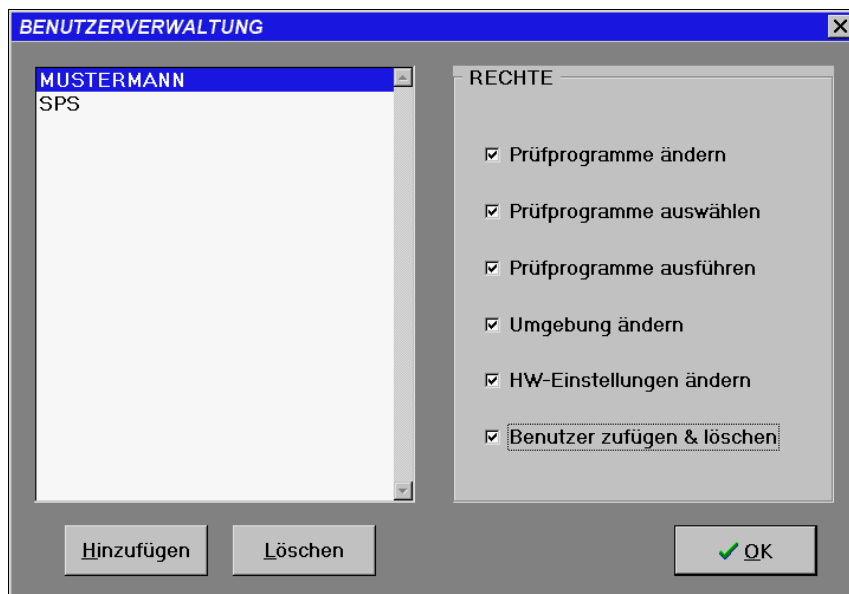 BENUTZERVERWALTUNG
MUSTERMANN
SPS
RECHTE
Prüfprogramme ändern
Prüfprogramme auswählen
Prüfprogramme ausführen
Umgebung ändern
HW-Einstellungen ändern
Benutzer zufügen & löschen
Hinzufügen
Löschen
OK